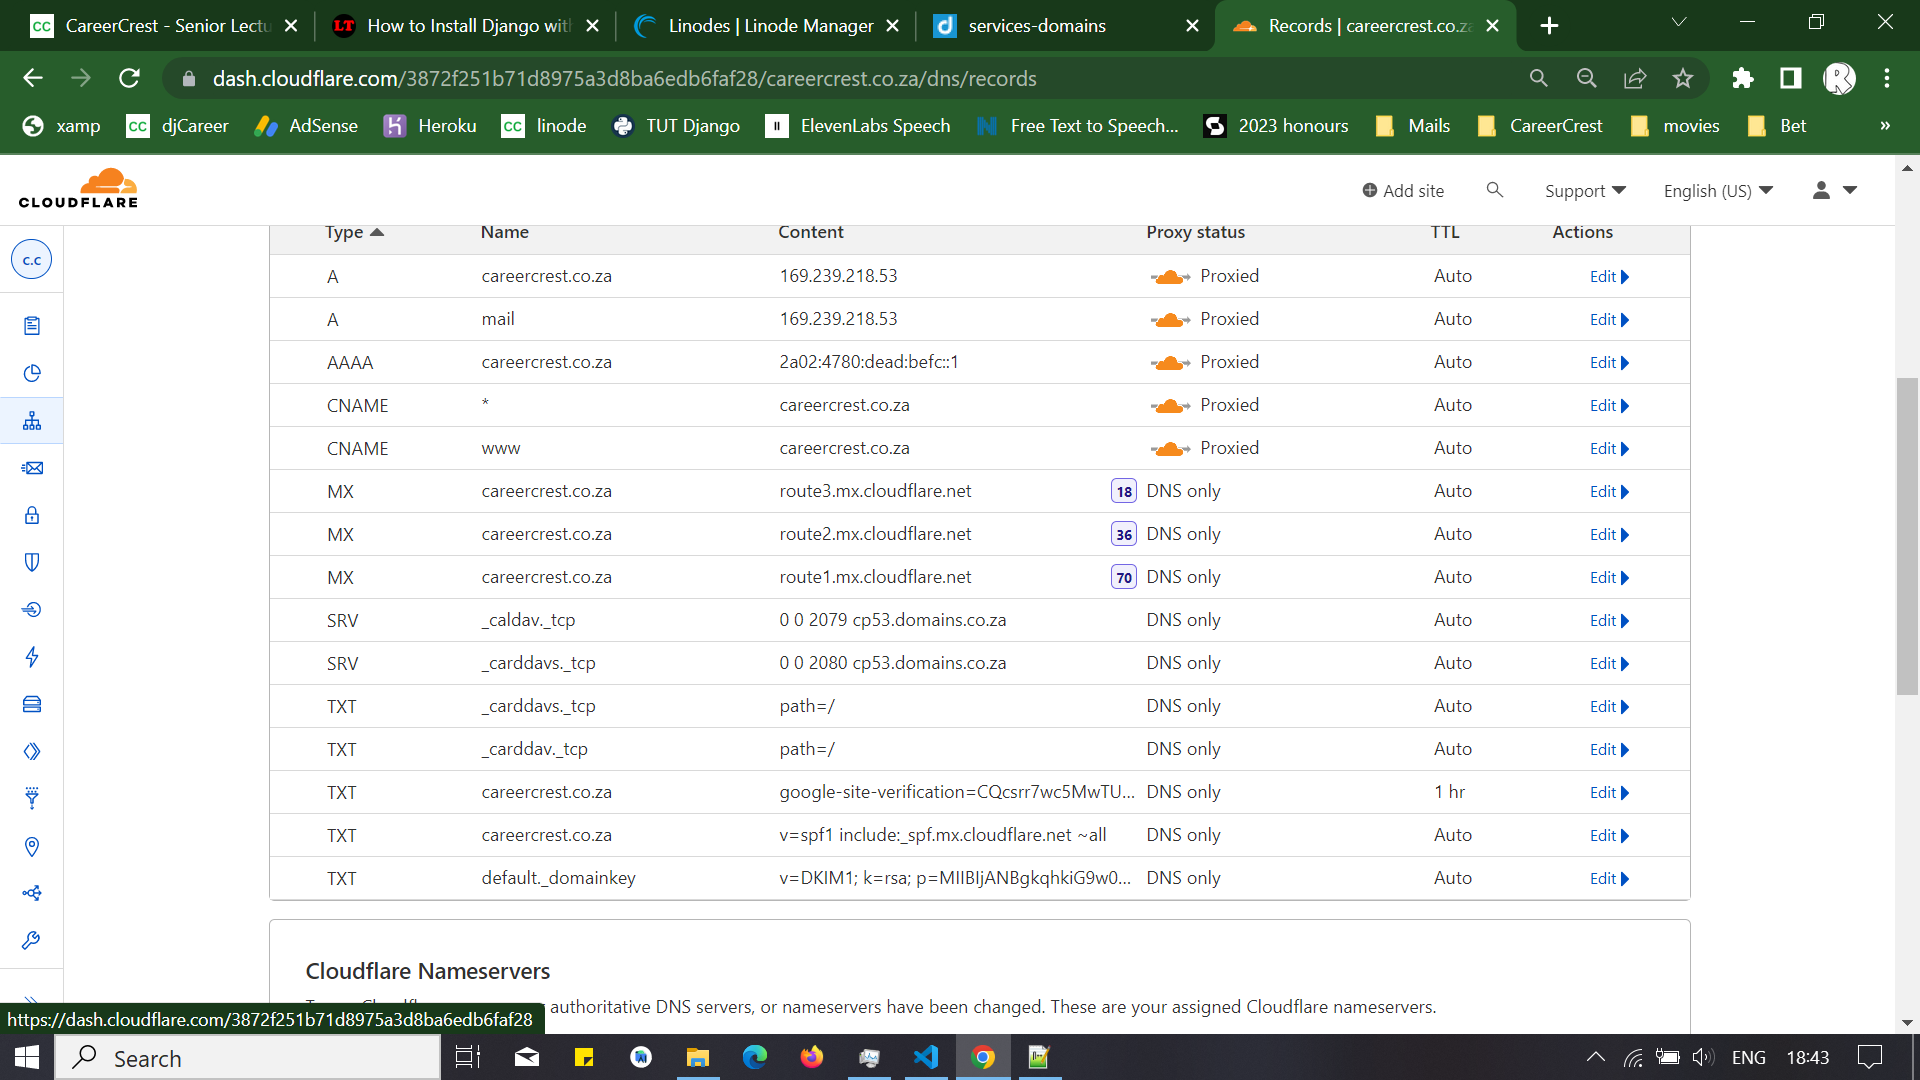 CareerCrest - Senior Lectu
How to Install Django wit
Linodes | Linode Manager
services-domains
Records | careercrest.co.za
dash.cloudflare.com/3872f251b71d8975a3d8ba6edb6faf28/careercrest.co.za/dns/records
xamp
djCareer
AdSense
Heroku
linode
TUT Django
ElevenLabs Speech
Free Text to Speech...
2023 honours
Mails
CareerCrest
movies
Bet
»
CLOUDFLARE
Add site
Support
English (US)
c.c
Type Name Content Proxy status TTL Actions
A careercrest.co.za 169.239.218.53 Proxied Auto Edit
A mail 169.239.218.53 Proxied Auto Edit
AAAA careercrest.co.za 2a02:4780:dead:befc::1 Proxied Auto Edit
CNAME * careercrest.co.za Proxied Auto Edit
CNAME www careercrest.co.za Proxied Auto Edit
MX careercrest.co.za route3.mx.cloudflare.net 18 DNS only Auto Edit
MX careercrest.co.za route2.mx.cloudflare.net 36 DNS only Auto Edit
MX careercrest.co.za route1.mx.cloudflare.net 70 DNS only Auto Edit
SRV _caldav._tcp 0 0 2079 cp53.domains.co.za DNS only Auto Edit
SRV _carddavs._tcp 0 0 2080 cp53.domains.co.za DNS only Auto Edit
TXT _carddavs._tcp path=/ DNS only Auto Edit
TXT _carddav._tcp path=/ DNS only Auto Edit
TXT careercrest.co.za google-site-verification=CQcsrr7wc5MwTU... DNS only 1 hr Edit
TXT careercrest.co.za v=spf1 include:_spf.mx.cloudflare.net ~all DNS only Auto Edit
TXT default._domainkey v=DKIM1; k=rsa; p=MIIBIjANBgkqhkiG9w0... DNS only Auto Edit
Cloudflare Nameservers
authoritative DNS servers, or nameservers have been changed. These are your assigned Cloudflare nameservers.
https://dash.cloudflare.com/3872f251b71d8975a3d8ba6edb6faf28
Search
ENG
18:43